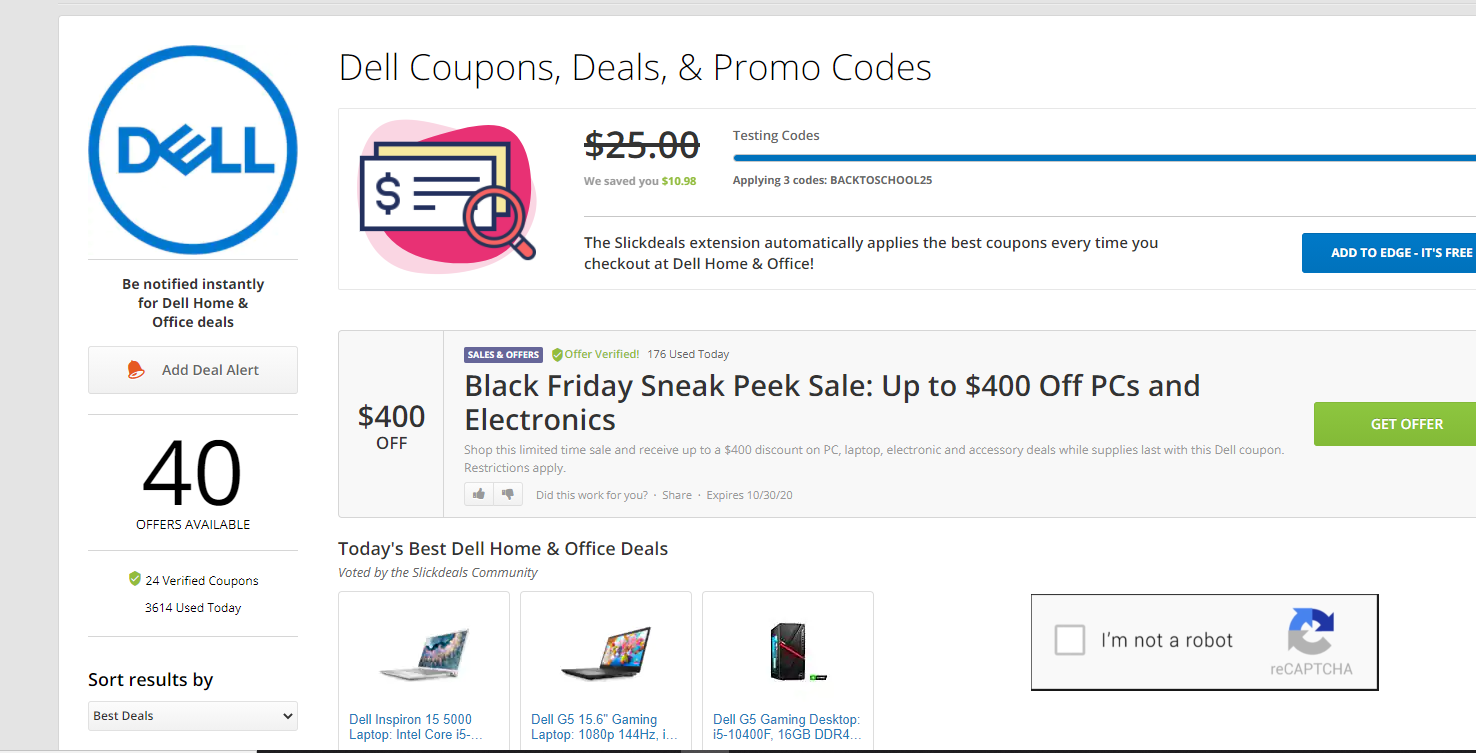 DELL
Be notified instantly
for Dell Home &
Office deals
Add Deal Alert
40
OFFERS AVAILABLE
24 Verified Coupons
3614 Used Today
Sort results by
Best Deals
Dell Coupons, Deals, & Promo Codes
$
$25.00
We saved you $10.98
Testing Codes
Applying 3 codes: BACKTOSCHOOL25
The Slickdeals extension automatically applies the best coupons every time you
checkout at Dell Home & Office!
ADD TO EDGE - IT'S FREE
$400
OFF
SALES & OFFERS Offer Verified! 176 Used Today
Black Friday Sneak Peek Sale: Up to $400 Off PCs and
Electronics
Shop this limited time sale and receive up to a $400 discount on PC, laptop, electronic and accessory deals while supplies last with this Dell coupon.
Restrictions apply.
Did this work for you? · Share · Expires 10/30/20
GET OFFER
Today's Best Dell Home & Office Deals
Voted by the Slickdeals Community
Dell Inspiron 15 5000
Laptop: Intel Core i5-...
Dell G5 15.6" Gaming
Laptop: 1080p 144Hz, i...
Dell G5 Gaming Desktop:
i5-10400F, 16GB DDR4...
I'm not a robot
reCAPTCHA